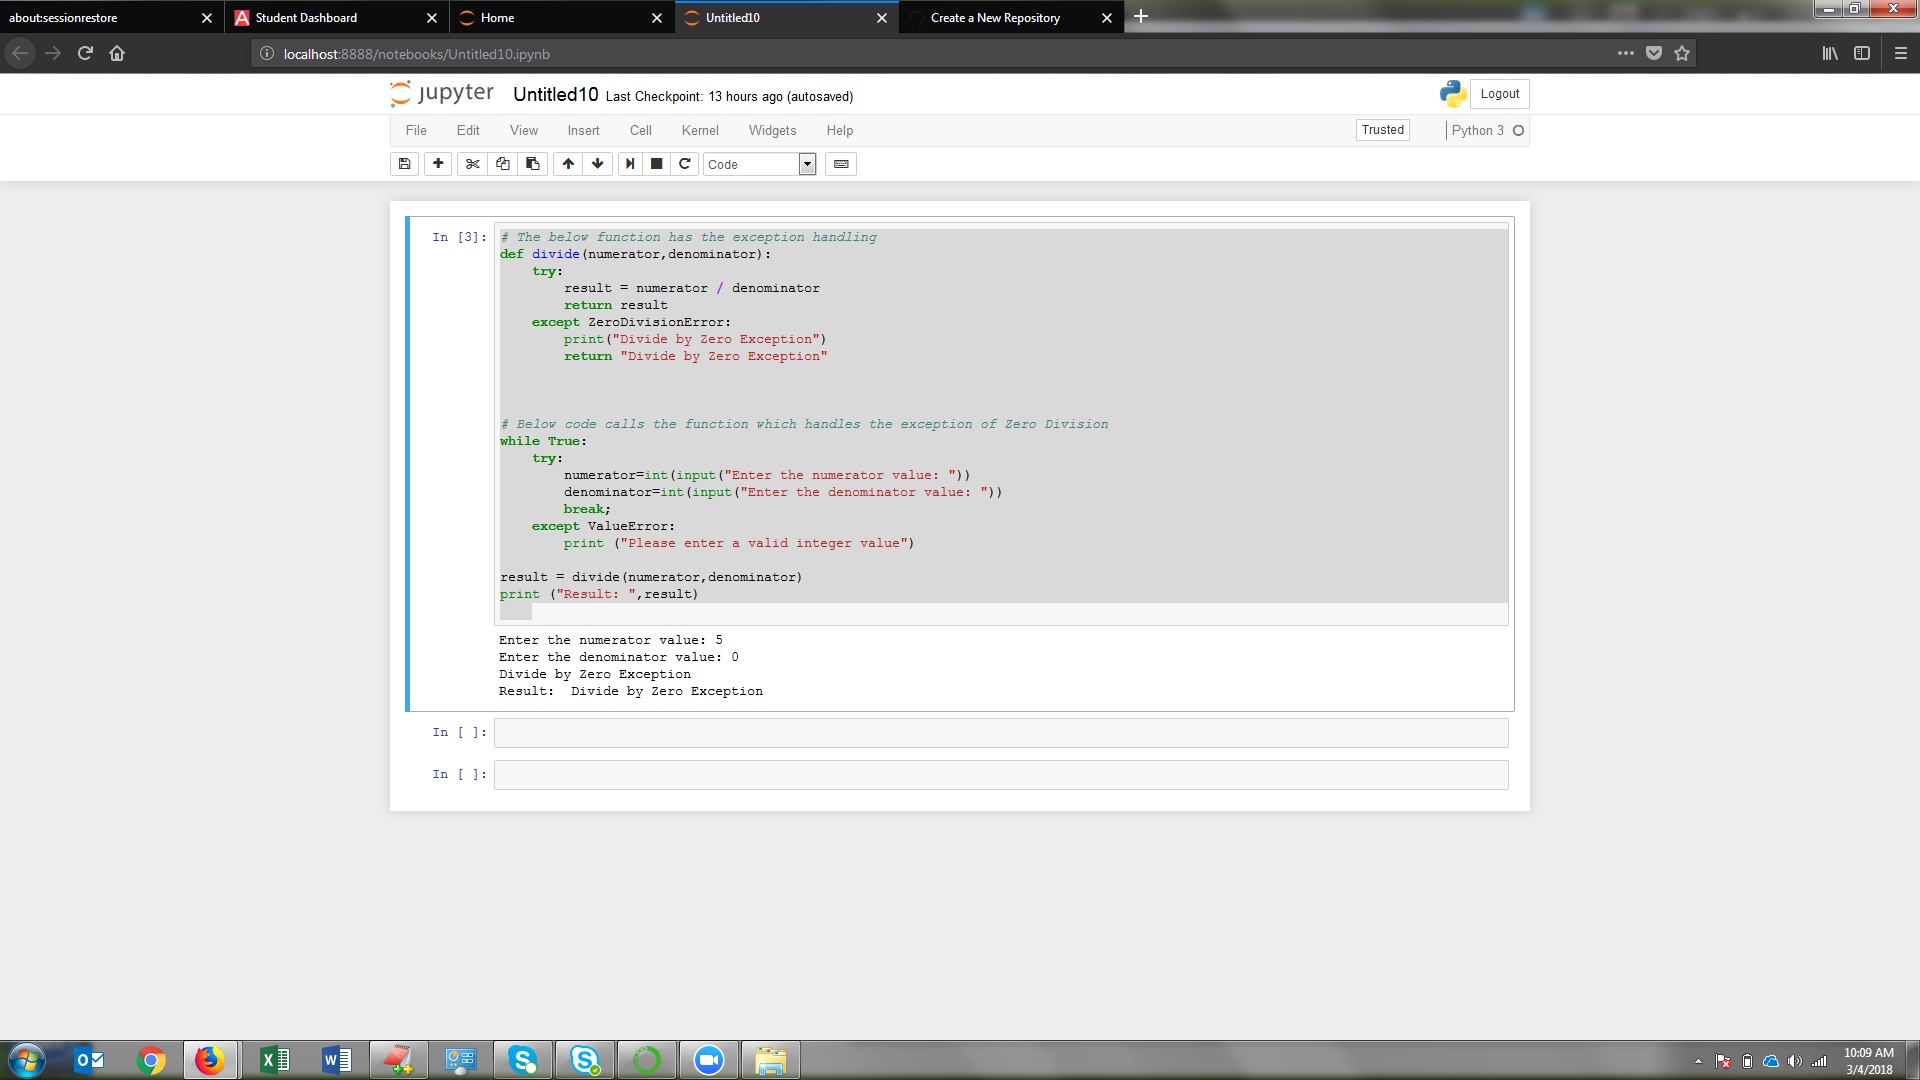 about:sessionrestore
Student Dashboard
Home
Untitled10
Create a New Repository
localhost:8888/notebooks/Untitled10.ipynb
jupyter Untitled10 Last Checkpoint: 13 hours ago (autosaved)
Logout
File Edit View Insert Cell Kernel Widgets Help
Trusted
Python 3
Code
In [3]:
# The below function has the exception handling
def divide(numerator,denominator):
    try:
        result = numerator / denominator
        return result
    except ZeroDivisionError:
        print("Divide by Zero Exception")
        return "Divide by Zero Exception"
# Below code calls the function which handles the exception of Zero Division
while True:
    try:
        numerator=int(input("Enter the numerator value: "))
        denominator=int(input("Enter the denominator value: "))
        break;
    except ValueError:
        print ("Please enter a valid integer value")
result = divide(numerator,denominator)
print ("Result: ",result)
Enter the numerator value: 5
Enter the denominator value: 0
Divide by Zero Exception
Result:  Divide by Zero Exception
In [ ]:
In [ ]:
10:09 AM
3/4/2018